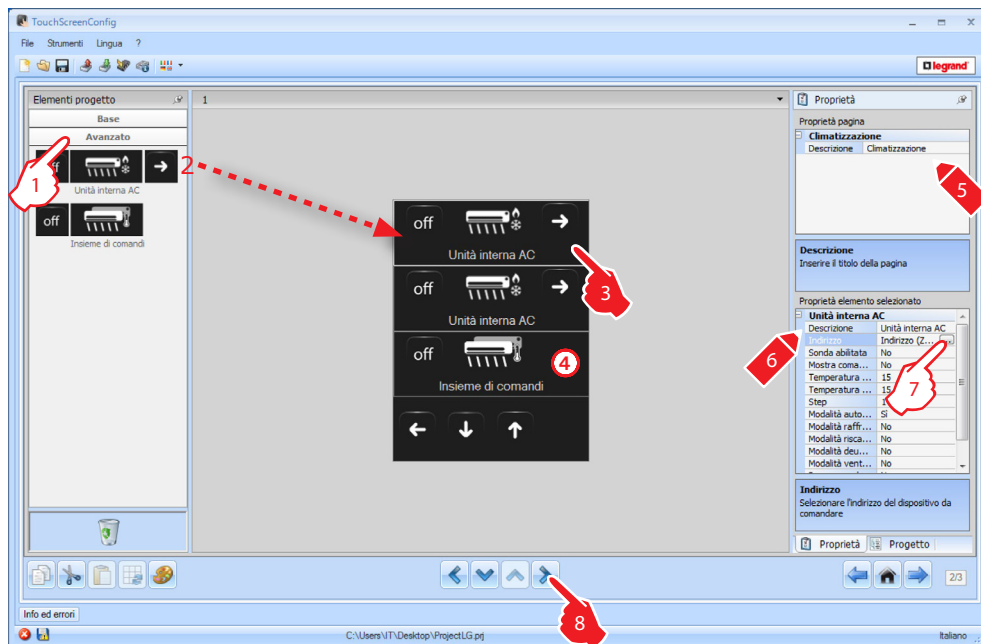 TouchScreenConfig
File Strumenti Lingua ?
legrand
Elementi progetto
Base
Avanzato
off
Unità interna AC
off
Insieme di comandi
1
2
1
off
Unità interna AC
3
off
Unità interna AC
off
4
Insieme di comandi
Proprietà
Proprietà pagina
Climatizzazione
Descrizione Climatizzazione
5
Descrizione
Inserire il titolo della pagina
Proprietà elemento selezionato
Unità interna AC
Descrizione Unità interna AC
Indirizzo Indirizzo (Z... ...
Sonda abilitata No
Mostra coma... No
Temperatura ... 15
Temperatura ... 15
Step 1
Modalità auto... Sì
Modalità raffr... No
Modalità risca... No
Modalità deu... No
Modalità vent... No
6
7
Indirizzo
Selezionare l'indirizzo del dispositivo da
comandare
Proprietà Progetto
8
2/3
Info ed errori
C:\Users\IT\Desktop\ProjectLG.prj
Italiano